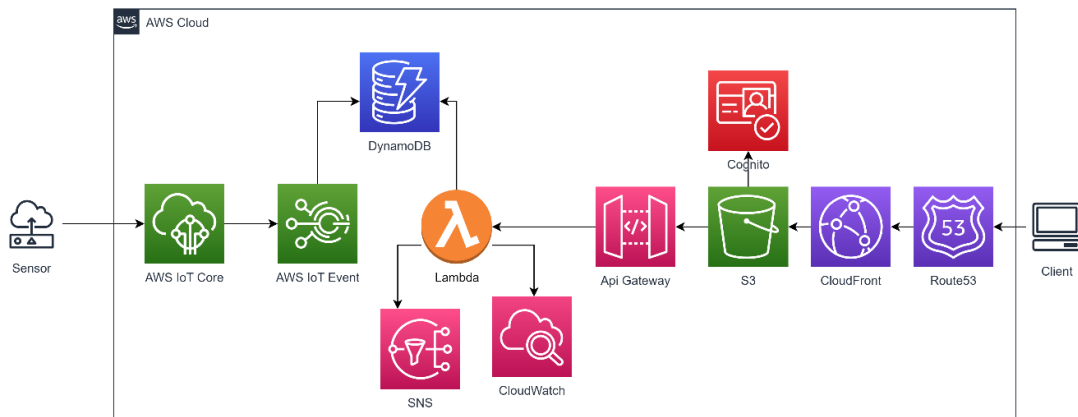 aws
AWS Cloud
DynamoDB
Cognito
53
Sensor
AWS IoT Core
AWS IoT Event
Lambda
Api Gateway
</>
S3
CloudFront
Route53
Client
SNS
CloudWatch